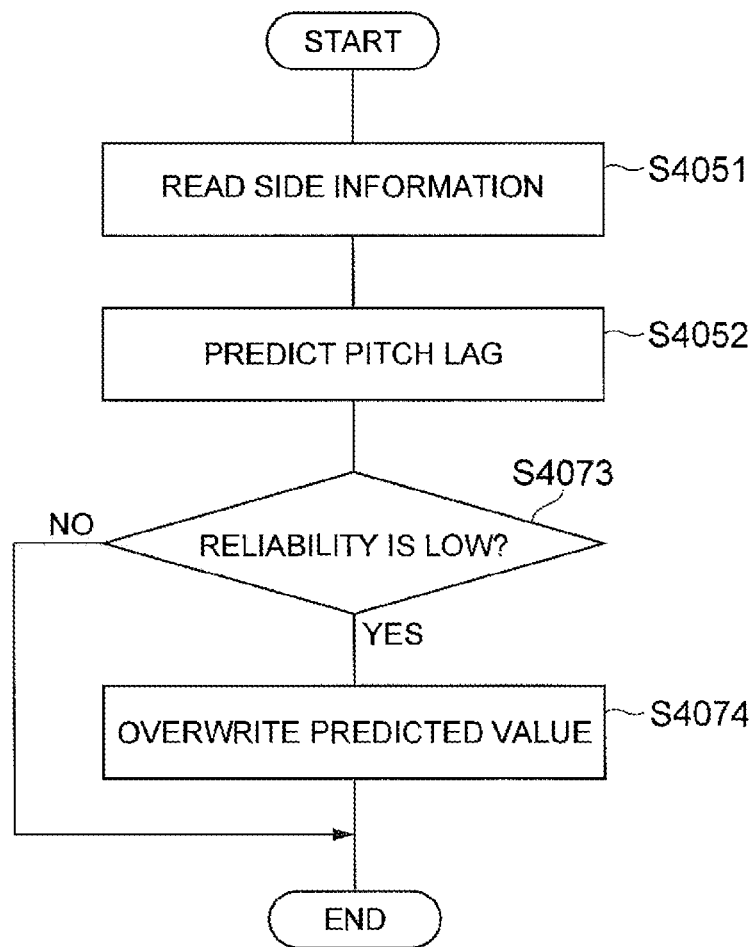 START
READ SIDE INFORMATION
S4051
PREDICT PITCH LAG
S4052
S4073
NO
RELIABILITY IS LOW?
YES
OVERWRITE PREDICTED VALUE
S4074
END